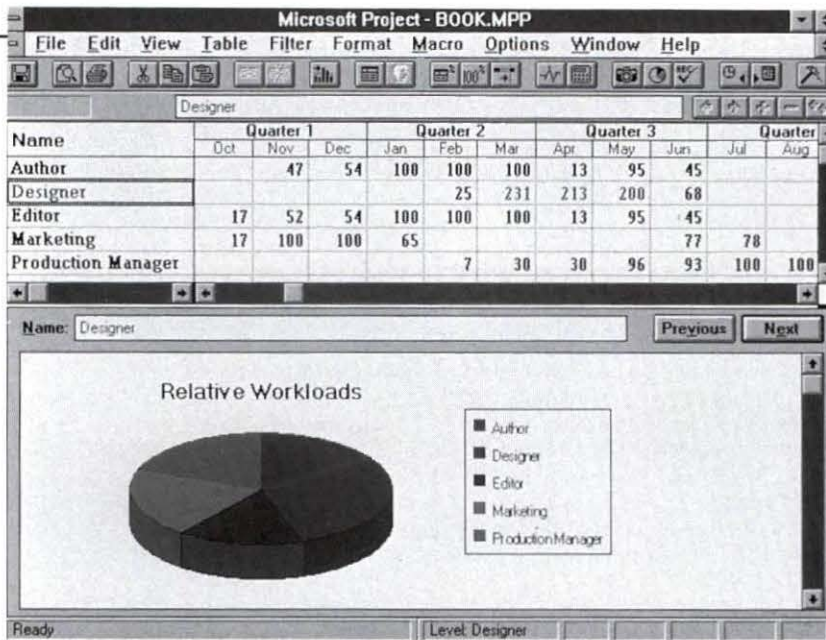 Microsoft Project - BOOK.MPP
File Edit View Table Filter Format Macro Options Window Help
Designer
Name Quarter 1 Quarter 2 Quarter 3 Quarter
Oct Nov Dec Jan Feb Mar Apr May Jun Jul Aug
Author 47 54 100 100 100 13 95 45
Designer 25 231 213 200 68
Editor 17 52 54 100 100 100 13 95 45
Marketing 17 100 100 65 77 78
Production Manager 7 30 30 96 93 100 100
Name: Designer Previous Next
Relative Workloads
Author
Designer
Editor
Marketing
Production Manager
Ready Level: Designer